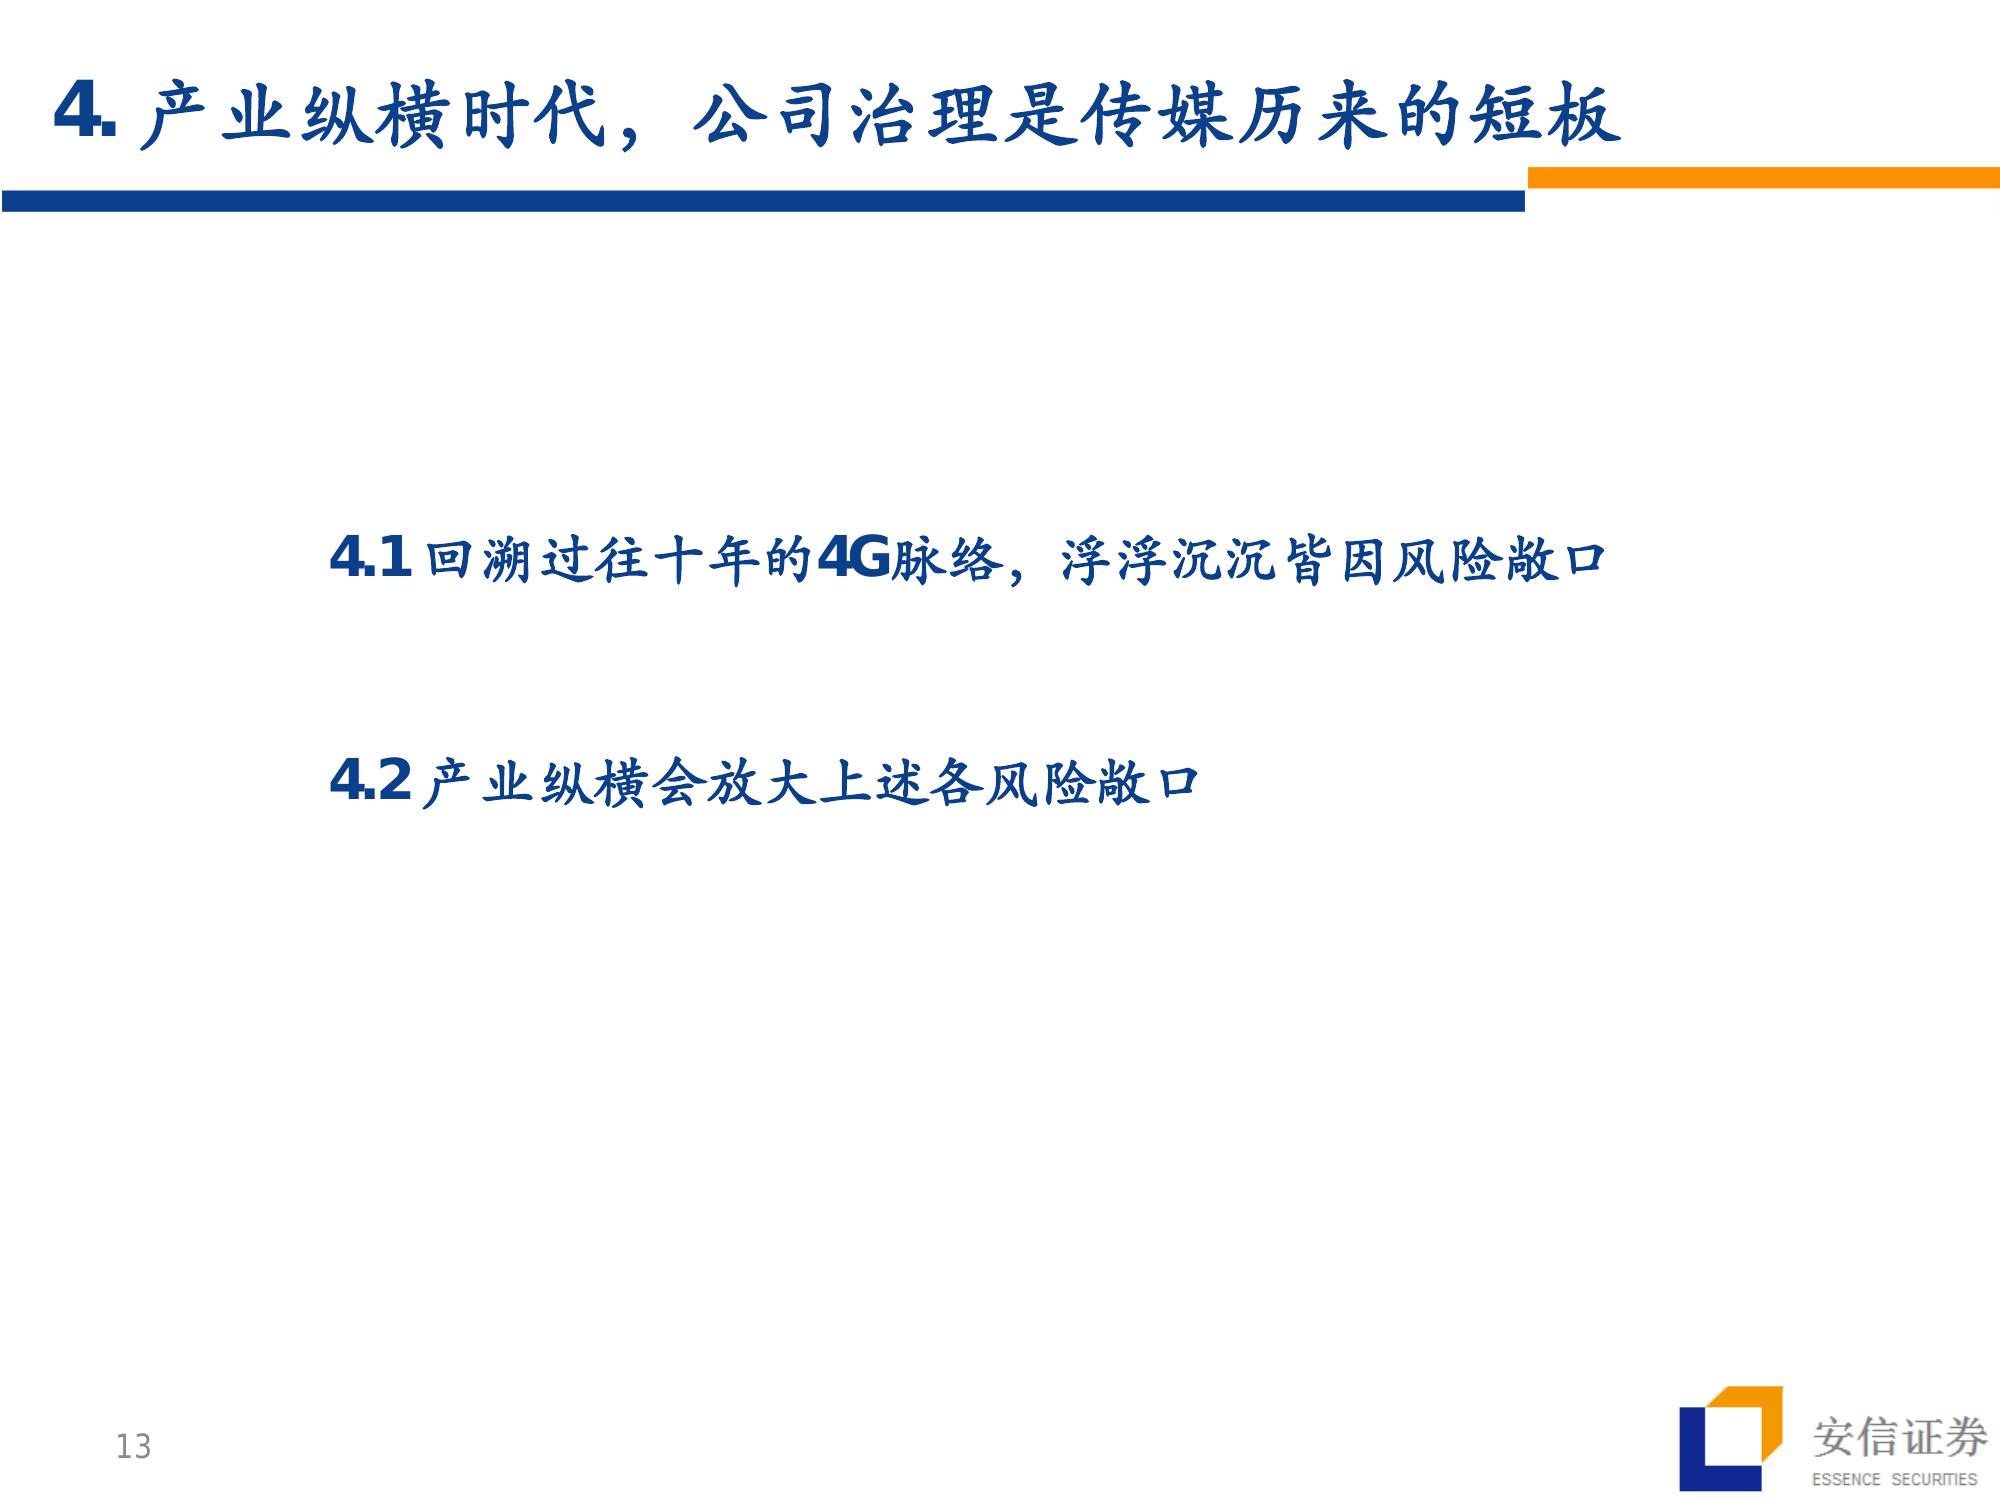 4. 产业纵横时代，公司治理是传媒历来的短板
4.1 回溯过往十年的4G脉络，浮浮沉沉皆因风险敞口
4.2 产业纵横会放大上述各风险敞口
13
安信证券
ESSENCE SECURITIES